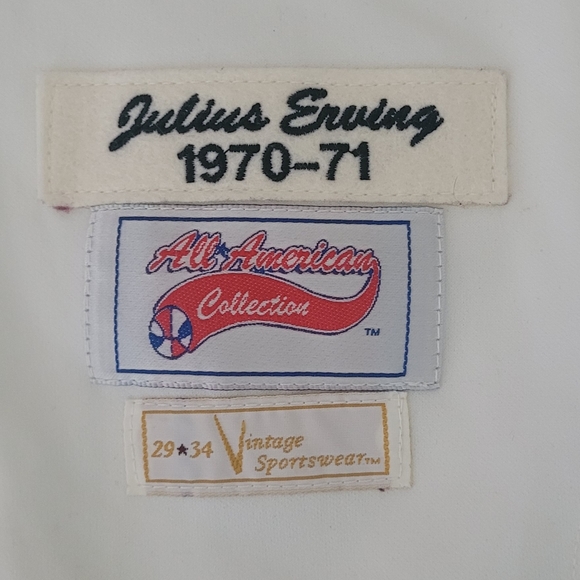 Julius Erving
1970-71
All★American
Collection
TM
29★34 Vintage
Sportswear TM